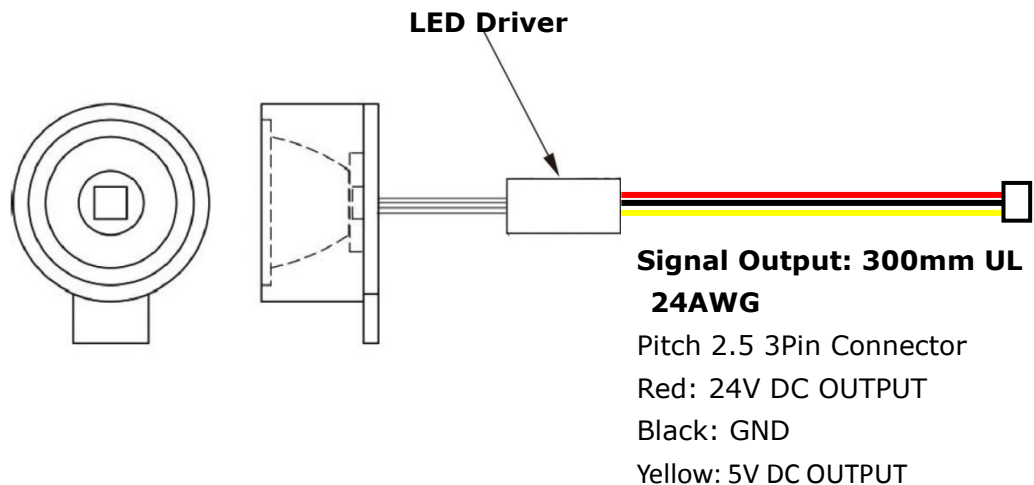 LED Driver
Signal Output: 300mm UL
24AWG
Pitch 2.5 3Pin Connector
Red: 24V DC OUTPUT
Black: GND
Yellow: 5V DC OUTPUT